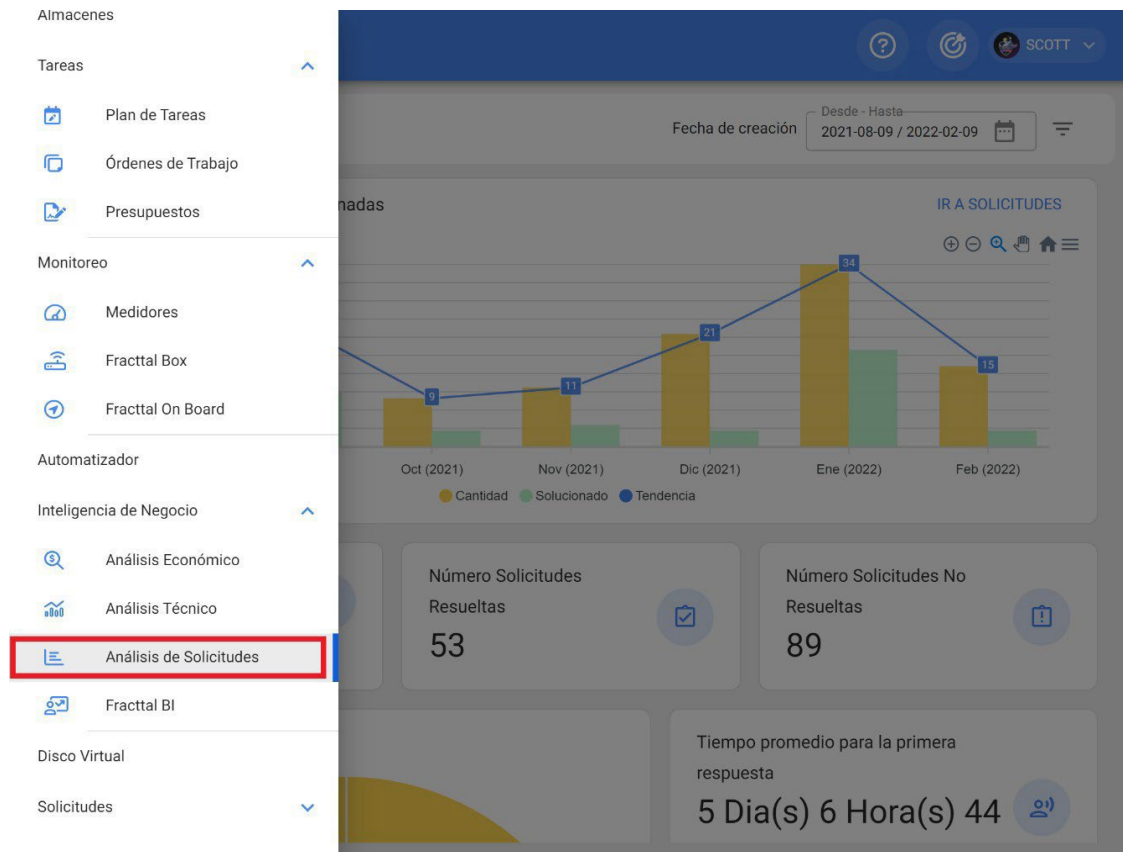 Almacenes
Tareas
Plan de Tareas
Órdenes de Trabajo
Presupuestos
Monitoreo
Medidores
Fracttal Box
Fracttal On Board
Automatizador
Inteligencia de Negocio
Análisis Económico
Análisis Técnico
Análisis de Solicitudes
Fracttal BI
Disco Virtual
Solicitudes
SCOTT
Fecha de creación
Desde - Hasta
2021-08-09 / 2022-02-09
nadas
IR A SOLICITUDES
34
21
15
11
9
Oct (2021) Nov (2021) Dic (2021) Ene (2022) Feb (2022)
Cantidad Solucionado Tendencia
Número Solicitudes
Resueltas
53
Número Solicitudes No
Resueltas
89
Tiempo promedio para la primera
respuesta
5 Dia(s) 6 Hora(s) 44